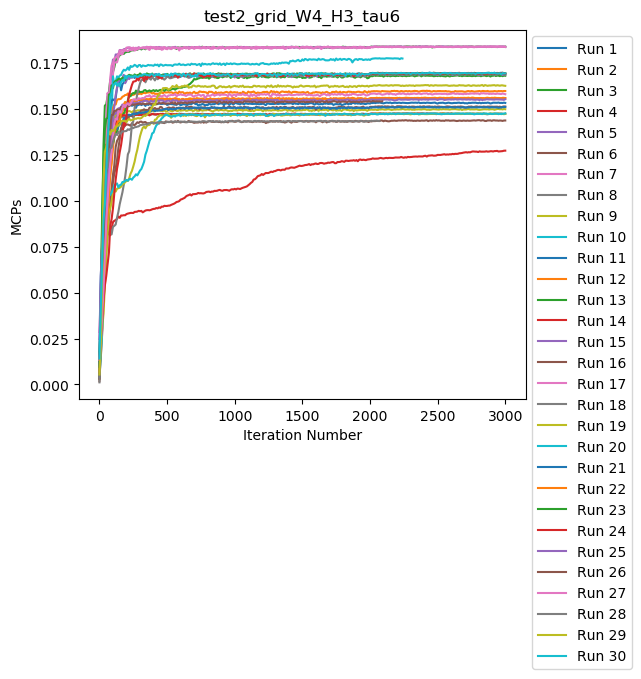 test2_grid_W4_H3_tau6
MCPs
0.175
0.150
0.125
0.100
0.075
0.050
0.025
0.000
0
500
1000
1500
2000
2500
3000
Iteration Number
Run 1
Run 2
Run 3
Run 4
Run 5
Run 6
Run 7
Run 8
Run 9
Run 10
Run 11
Run 12
Run 13
Run 14
Run 15
Run 16
Run 17
Run 18
Run 19
Run 20
Run 21
Run 22
Run 23
Run 24
Run 25
Run 26
Run 27
Run 28
Run 29
Run 30